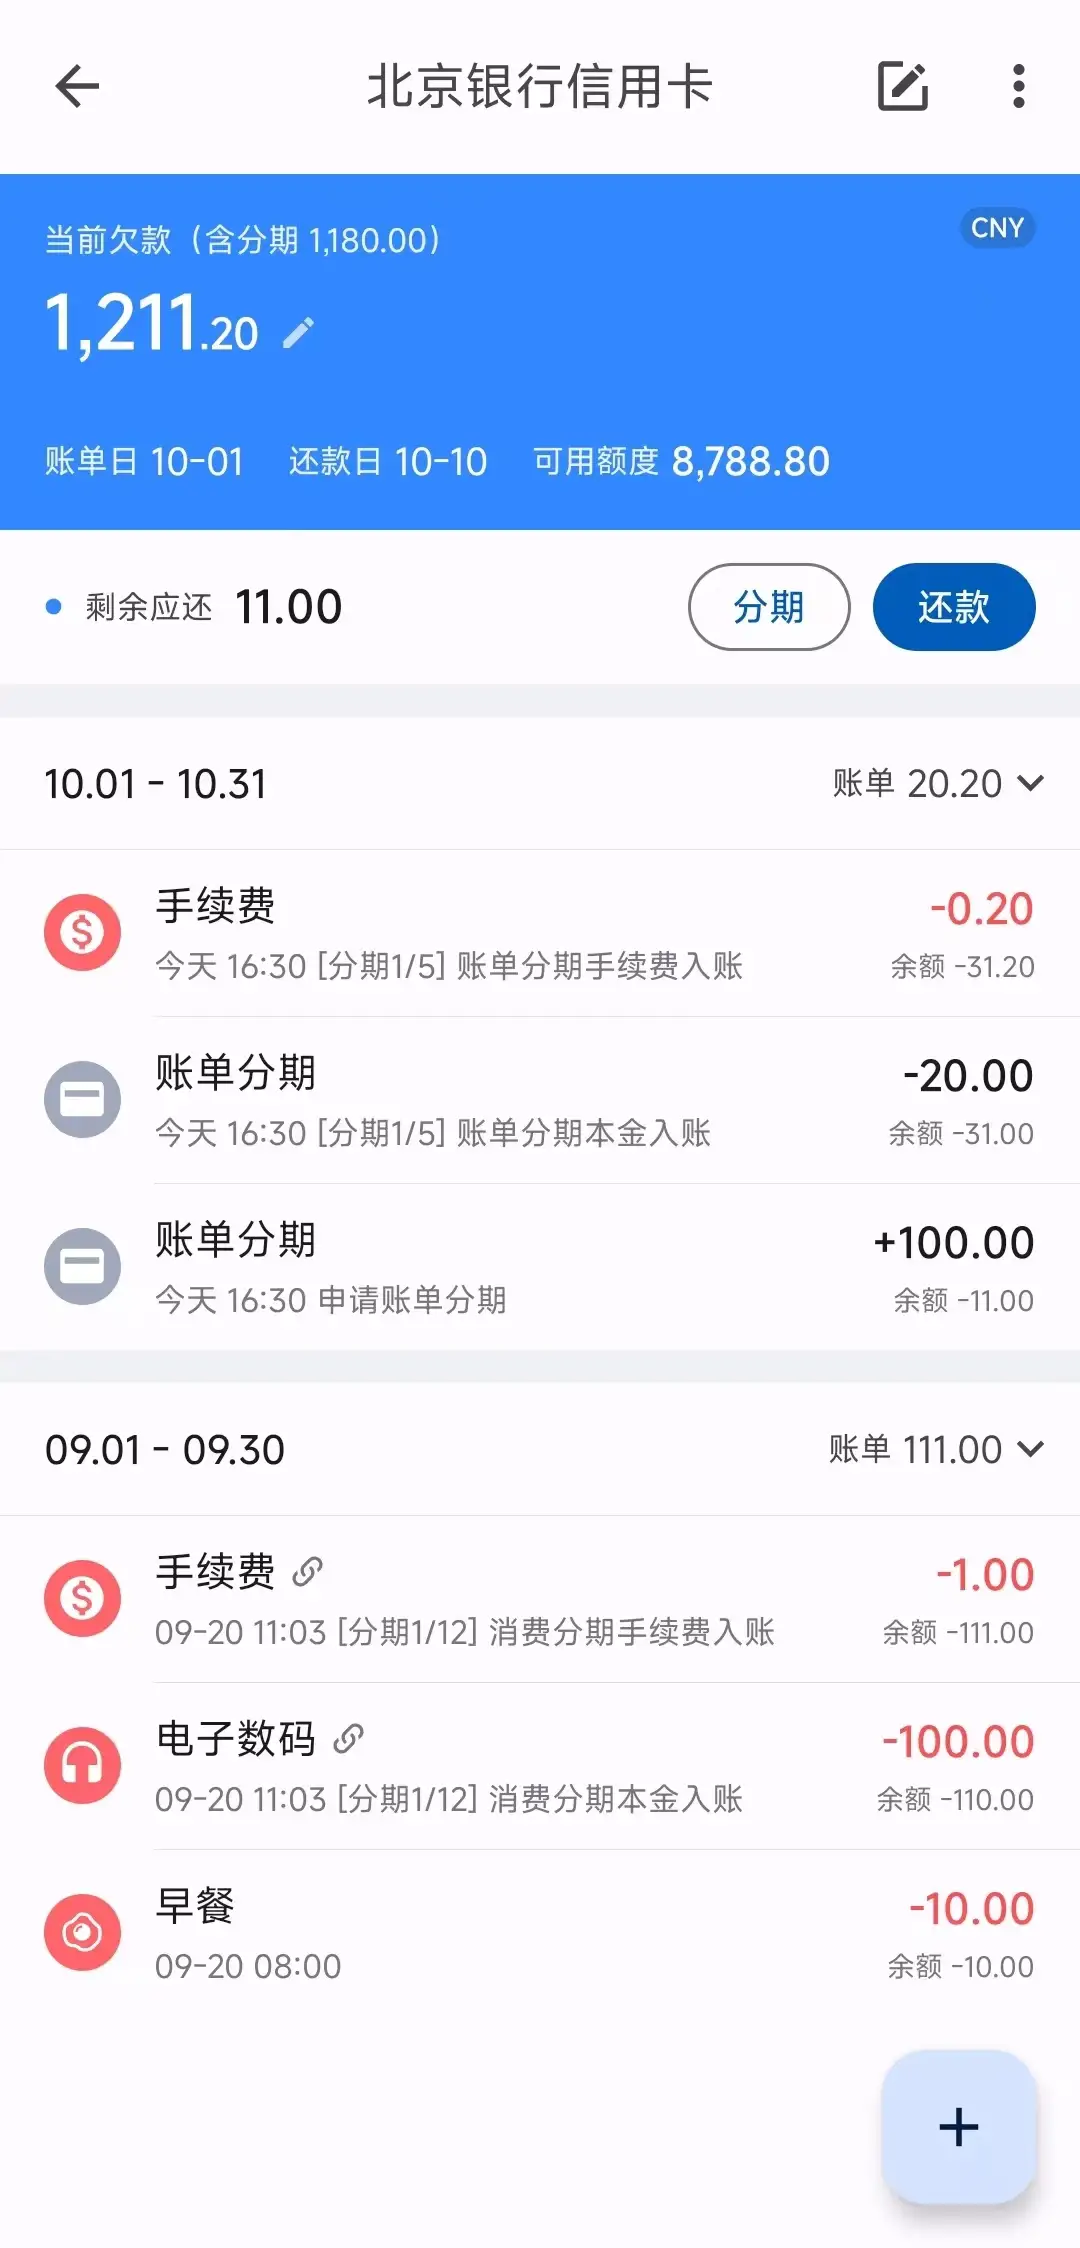 北京银行信用卡
当前欠款（含分期 1,180.00）
CNY
1,211.20
账单日 10-01 还款日 10-10 可用额度 8,788.80
剩余应还 11.00 分期 还款
10.01 - 10.31 账单 20.20
手续费 -0.20
今天 16:30 [分期1/5] 账单分期手续费入账 余额 -31.20
账单分期 -20.00
今天 16:30 [分期1/5] 账单分期本金入账 余额 -31.00
账单分期 +100.00
今天 16:30 申请账单分期 余额 -11.00
09.01 - 09.30 账单 111.00
手续费 -1.00
09-20 11:03 [分期1/12] 消费分期手续费入账 余额 -111.00
电子数码 -100.00
09-20 11:03 [分期1/12] 消费分期本金入账 余额 -110.00
早餐 -10.00
09-20 08:00 余额 -10.00